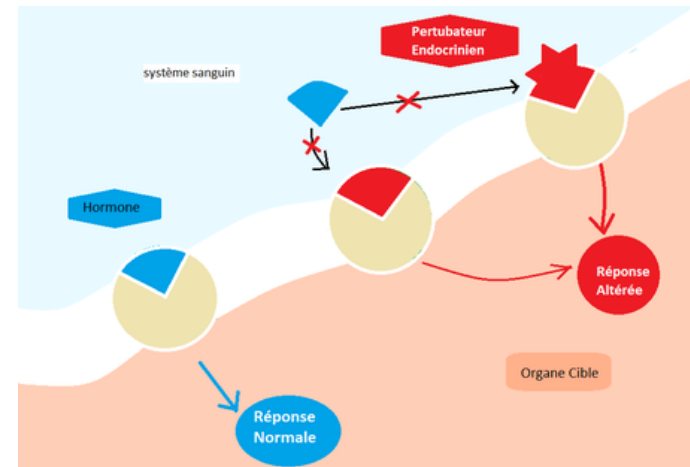 Pertubateur
Endocrinien
système sanguin
Hormone
Réponse
Altérée
Organe Cible
Réponse
Normale